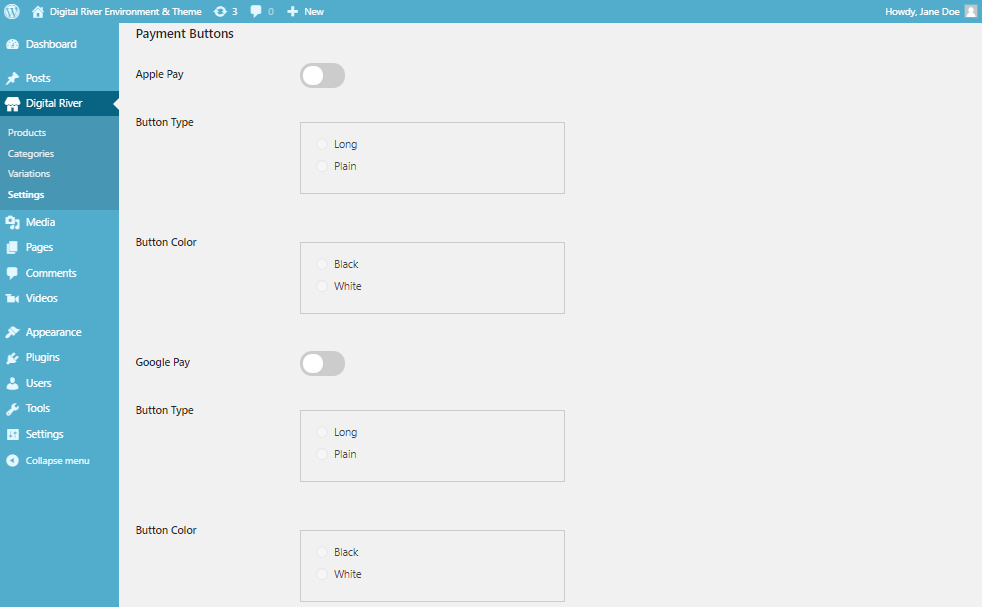 Digital River Environment & Theme 3 0 New Howdy, Jane Doe
Dashboard
Posts
Digital River
Products
Categories
Variations
Settings
Media
Pages
Comments
Videos
Appearance
Plugins
Users
Tools
Settings
Collapse menu
Payment Buttons
Apple Pay
Button Type
Long
Plain
Button Color
Black
White
Google Pay
Button Type
Long
Plain
Button Color
Black
White